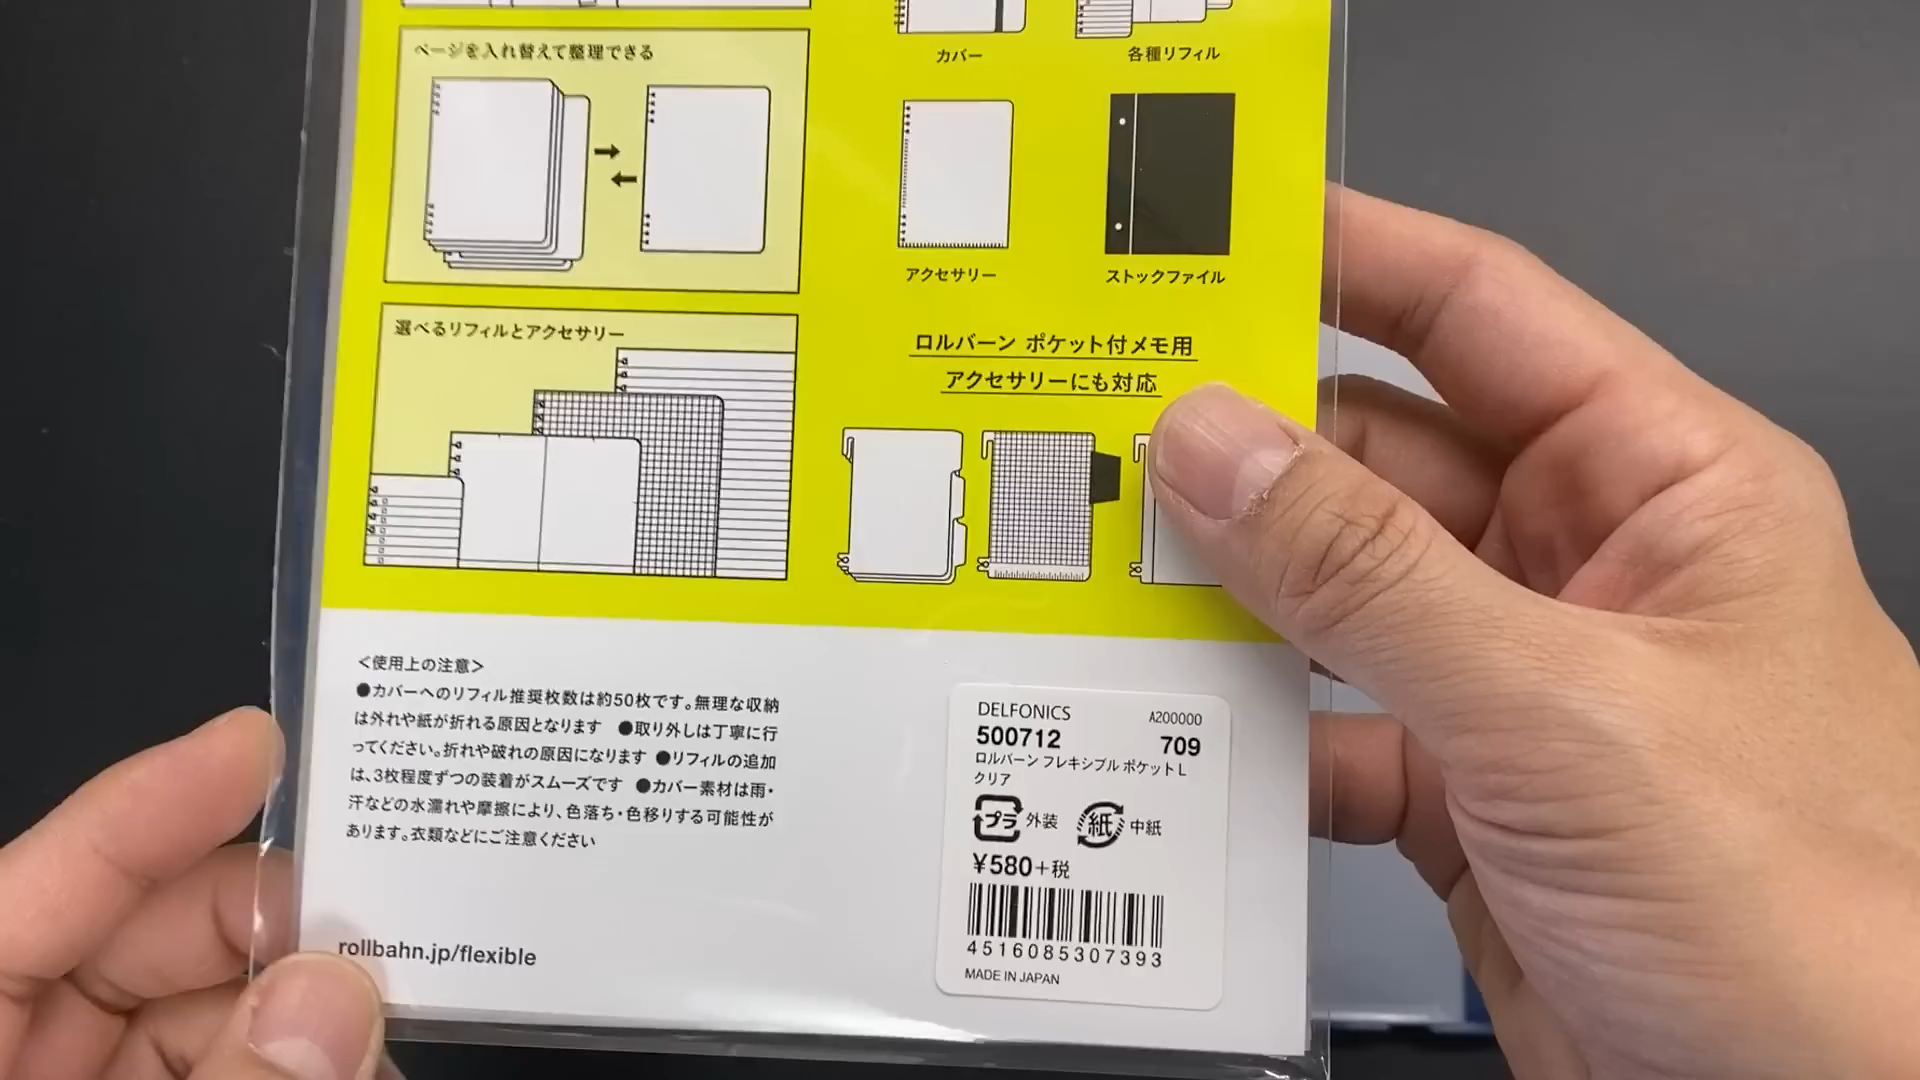 ページを入れ替えて整理できる
カバー
各種リフィル
アクセサリー
ストックファイル
選べるリフィルとアクセサリー
ロルバーン ポケット付メモ用
アクセサリーにも対応
<使用上の注意>
●カバーへのリフィル推奨枚数は約50枚です。無理な収納
は外れや紙が折れる原因となります ●取り外しは丁寧に行
ってください。折れや破れの原因になります ●リフィルの追加
は、3枚程度ずつの装着がスムーズです ●カバー素材は雨・
汗などの水濡れや摩擦により、色落ち・色移りする可能性が
あります。衣類などにご注意ください
rollbahn.jp/flexible
DELFONICS A200000
500712 709
ロルバーン フレキシブル ポケット L
クリア
プラ 外装 紙 中紙
¥580+税
4516085307393
MADE IN JAPAN